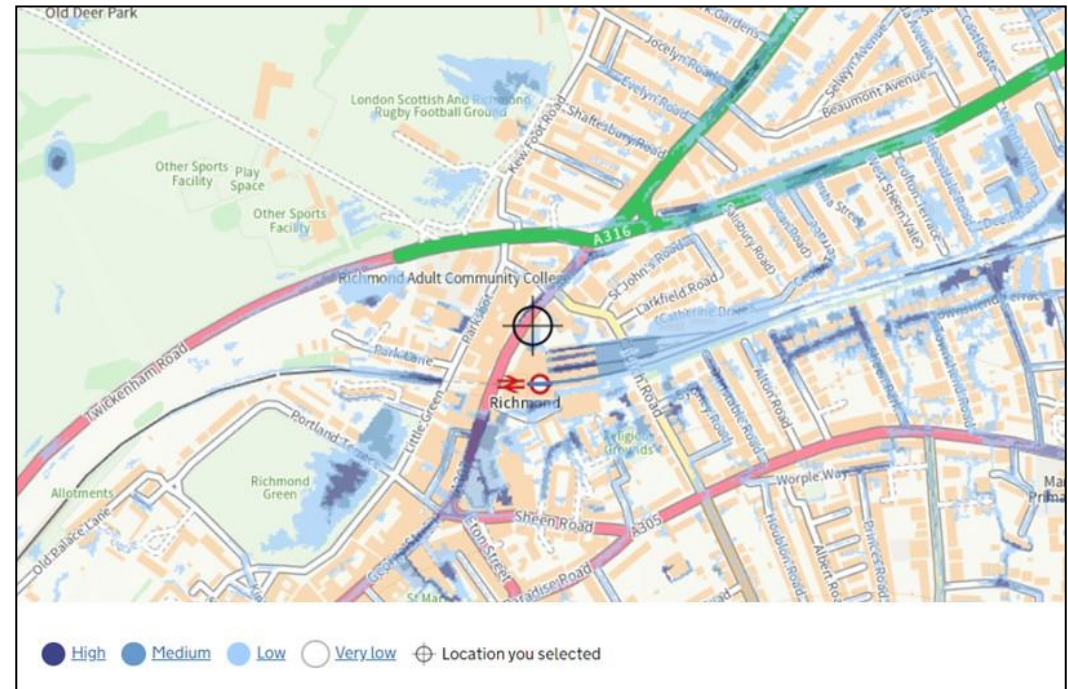 Old Deer Park
Jocelyn Road
Selwyn Avenue
Evelyn Road
Beaumont Avenue
London Scottish And Richmond
Rugby Football Ground
Kew Foot Road
Shaftesbury Road
Other Sports
Facility
Play
Space
Other Sports
Facility
Crofton Terrace
West Sheen Vale
A316
Salisbury Road
St John's Road
Richmond Adult Community College
Larkfield Road
Park Lane
Twickenham Road
Richmond
Little Green
Portland Terrace
Alton Road
Religious
Grounds
Richmond
Green
Allotments
Worple Way
Old Palace Lane
Sheen Road
A305
Eton Street
Houblon Road
Albert Road
Princes Road
George Street
Paradise Road
High
Medium
Low
Very low
Location you selected